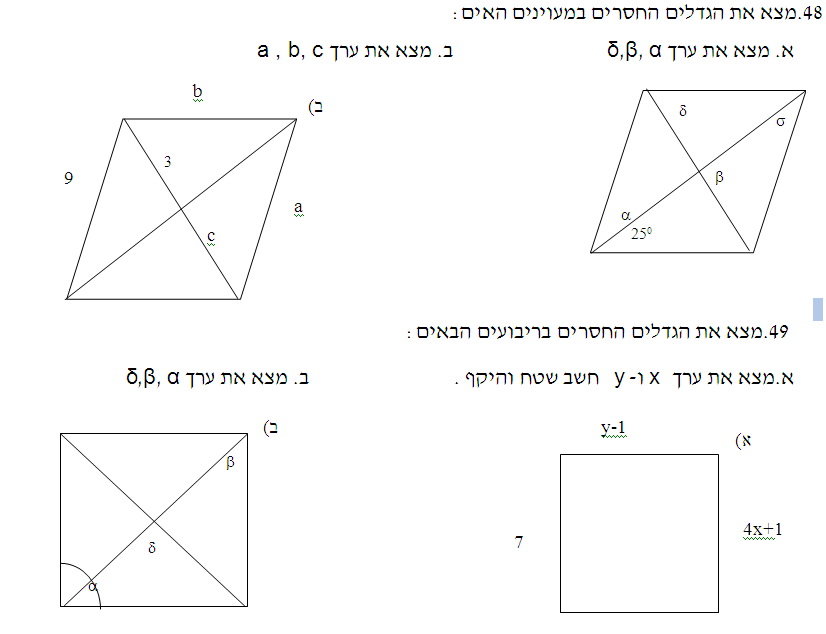 48.מצא את הגדלים החסרים במעוינים האים :
א. מצא את ערך δ,β, α
ב. מצא את ערך a , b, c
δ
σ
β
α
25⁰
ב)
b
3
9
a
c
49.מצא את הגדלים החסרים בריבועים הבאים :
א.מצא את ערך x ו- y חשב שטח והיקף .
ב. מצא את ערך δ,β, α
א)
y-1
7
4x+1
ב)
β
δ
α